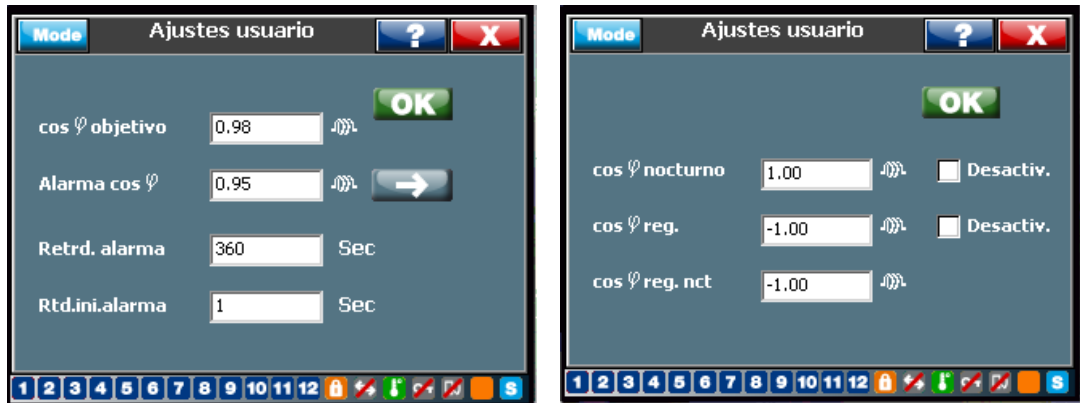 Mode Ajustes usuario ? X
OK
cos φ objetivo 0.98
Alarma cos φ 0.95
Retrd. alarma 360 Sec
Rtd.ini.alarma 1 Sec
1 2 3 4 5 6 7 8 9 10 11 12 S
Mode Ajustes usuario ? X
OK
cos φ nocturno 1.00 Desactiv.
cos φ reg. -1.00 Desactiv.
cos φ reg. nct -1.00
1 2 3 4 5 6 7 8 9 10 11 12 S